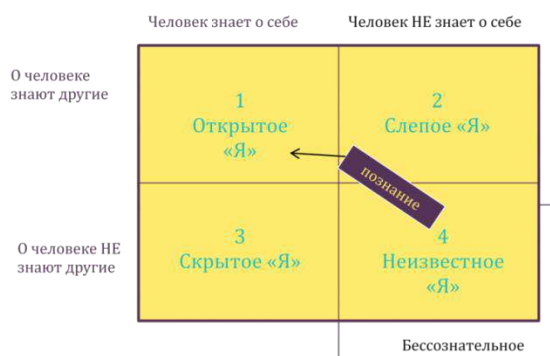 Человек знает о себе
Человек НЕ знает о себе
О человеке
знают другие
1
Открытое
«Я»
2
Слепое «Я»
познание
О человеке НЕ
знают другие
3
Скрытое «Я»
4
Неизвестное
«Я»
Бессознательное